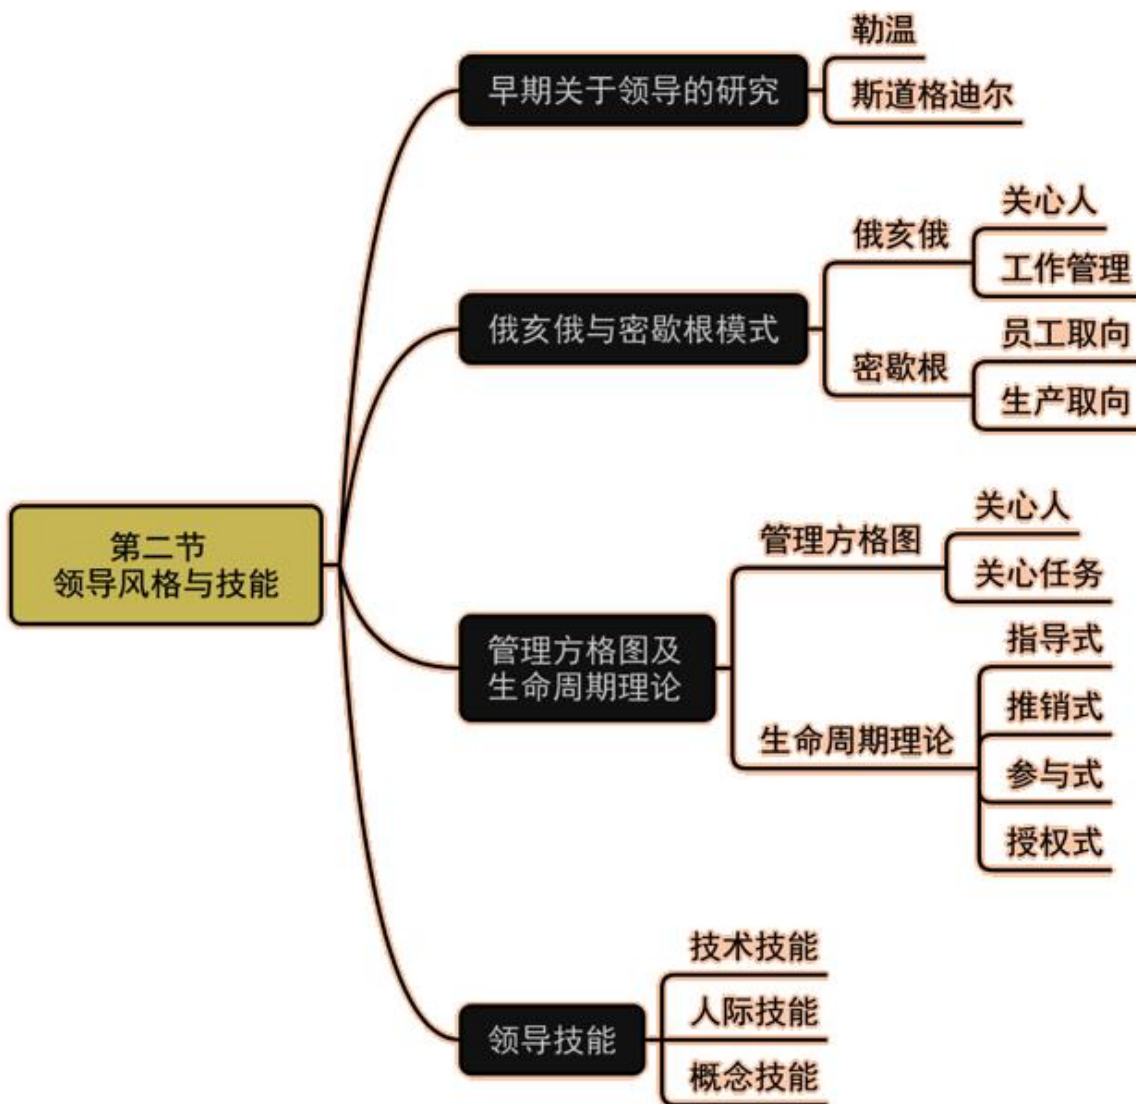 第二节
领导风格与技能
早期关于领导的研究
勒温
斯道格迪尔
俄亥俄与密歇根模式
俄亥俄
关心人
工作管理
密歇根
员工取向
生产取向
管理方格图及
生命周期理论
管理方格图
关心人
关心任务
生命周期理论
指导式
推销式
参与式
授权式
领导技能
技术技能
人际技能
概念技能